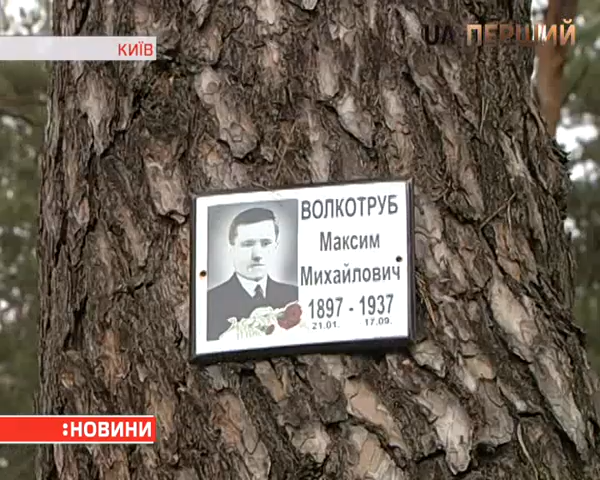 КИЇВ
UA:ПЕРШИЙ
ВОЛКОТРУБ
Максим
Михайлович
1897 - 1937
21.01. 17.09.
:НОВИНИ